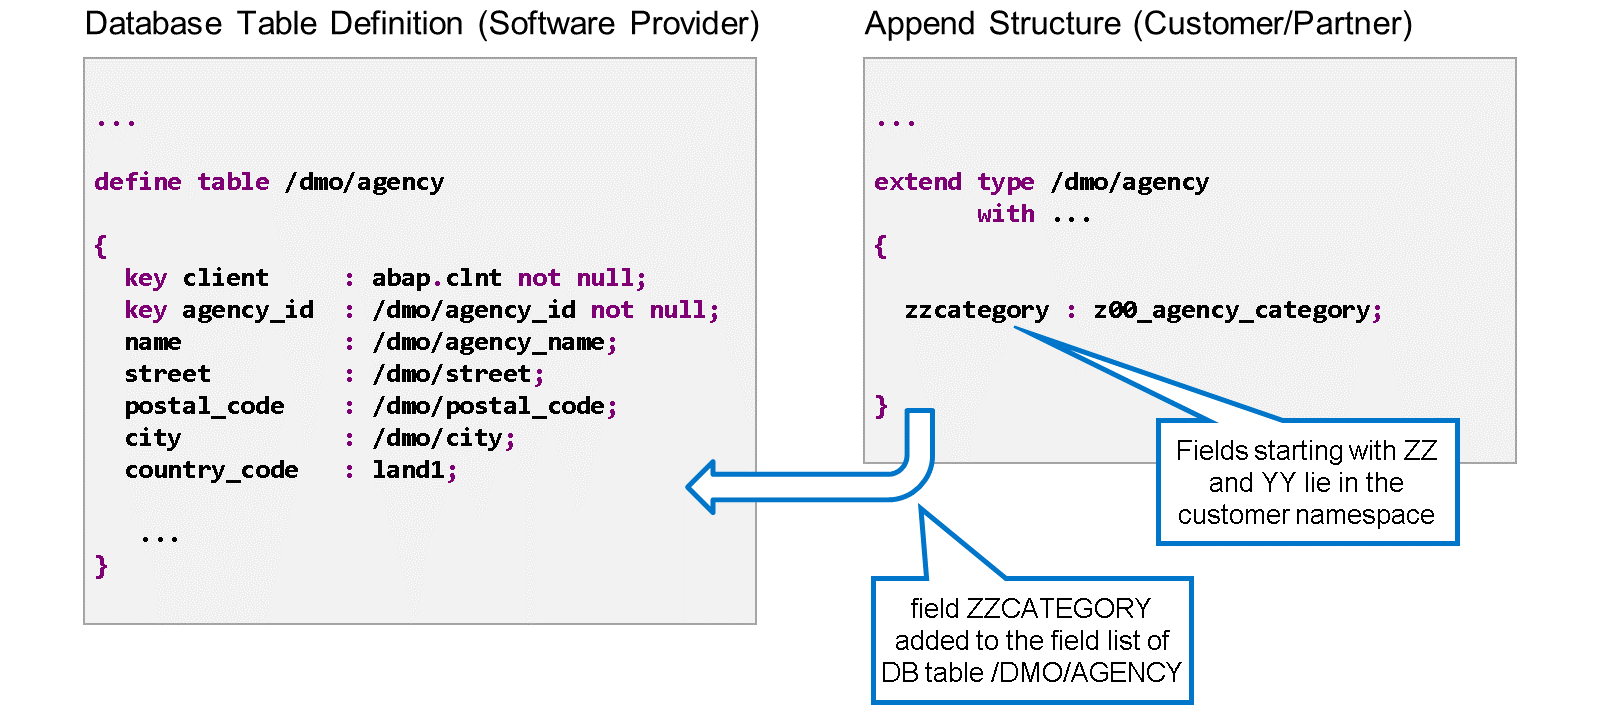 Database Table Definition (Software Provider)
...
define table /dmo/agency
{
key client : abap.clnt not null;
key agency_id : /dmo/agency_id not null;
name : /dmo/agency_name;
street : /dmo/street;
postal_code : /dmo/postal_code;
city : /dmo/city;
country_code : land1;
...
}
Append Structure (Customer/Partner)
...
extend type /dmo/agency
with ...
{
zzcategory : z00_agency_category;
}
Fields starting with ZZ
and YY lie in the
customer namespace
field ZZCATEGORY
added to the field list of
DB table /DMO/AGENCY